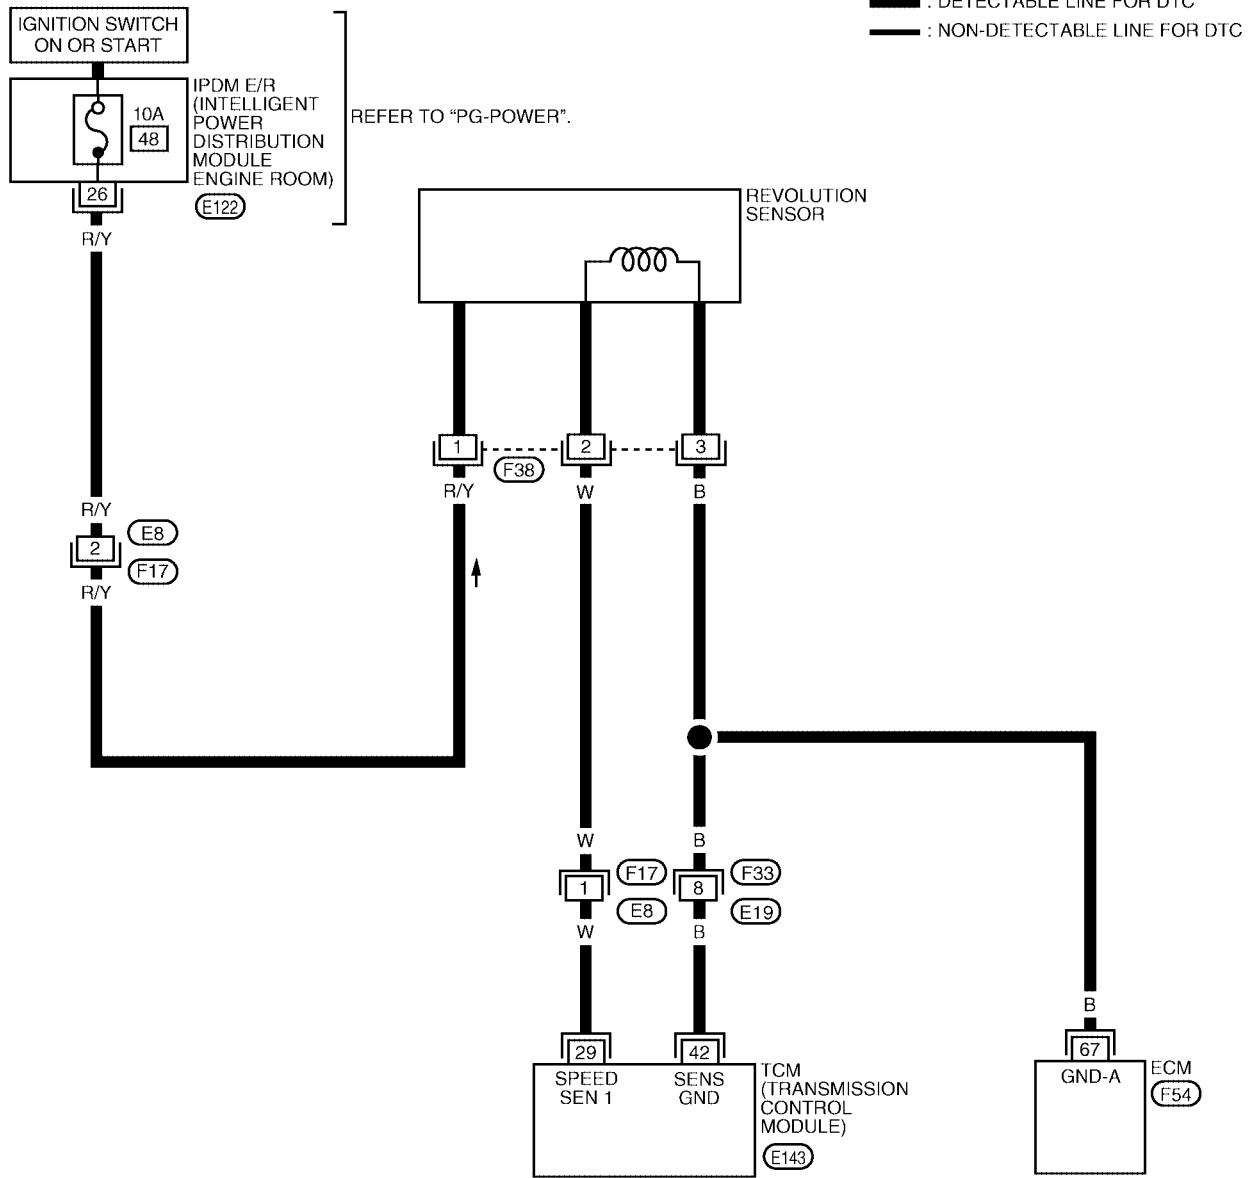 : DETECTABLE LINE FOR DTC
: NON-DETECTABLE LINE FOR DTC
IGNITION SWITCH
ON OR START
IPDM E/R
(INTELLIGENT
POWER
DISTRIBUTION
MODULE
ENGINE ROOM)
10A
48
26
E122
REFER TO “PG-POWER”.
R/Y
REVOLUTION
SENSOR
1
2
3
F38
R/Y
W
B
R/Y
2
E8
F17
R/Y
W
B
1
F17
E8
8
F33
E19
W
B
B
29
42
67
SPEED
SEN 1
SENS
GND
TCM
(TRANSMISSION
CONTROL
MODULE)
E143
GND-A
ECM
F54